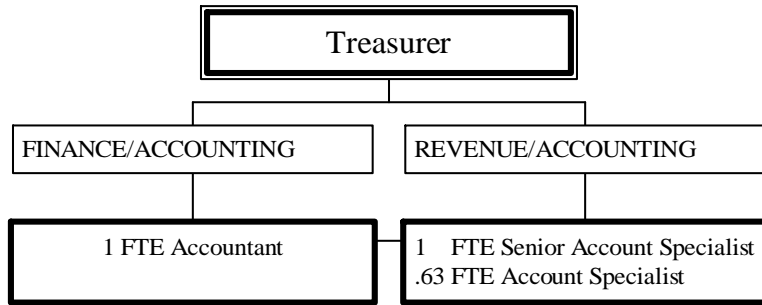 Treasurer
FINANCE/ACCOUNTING
REVENUE/ACCOUNTING
1 FTE Accountant
1 FTE Senior Account Specialist
.63 FTE Account Specialist